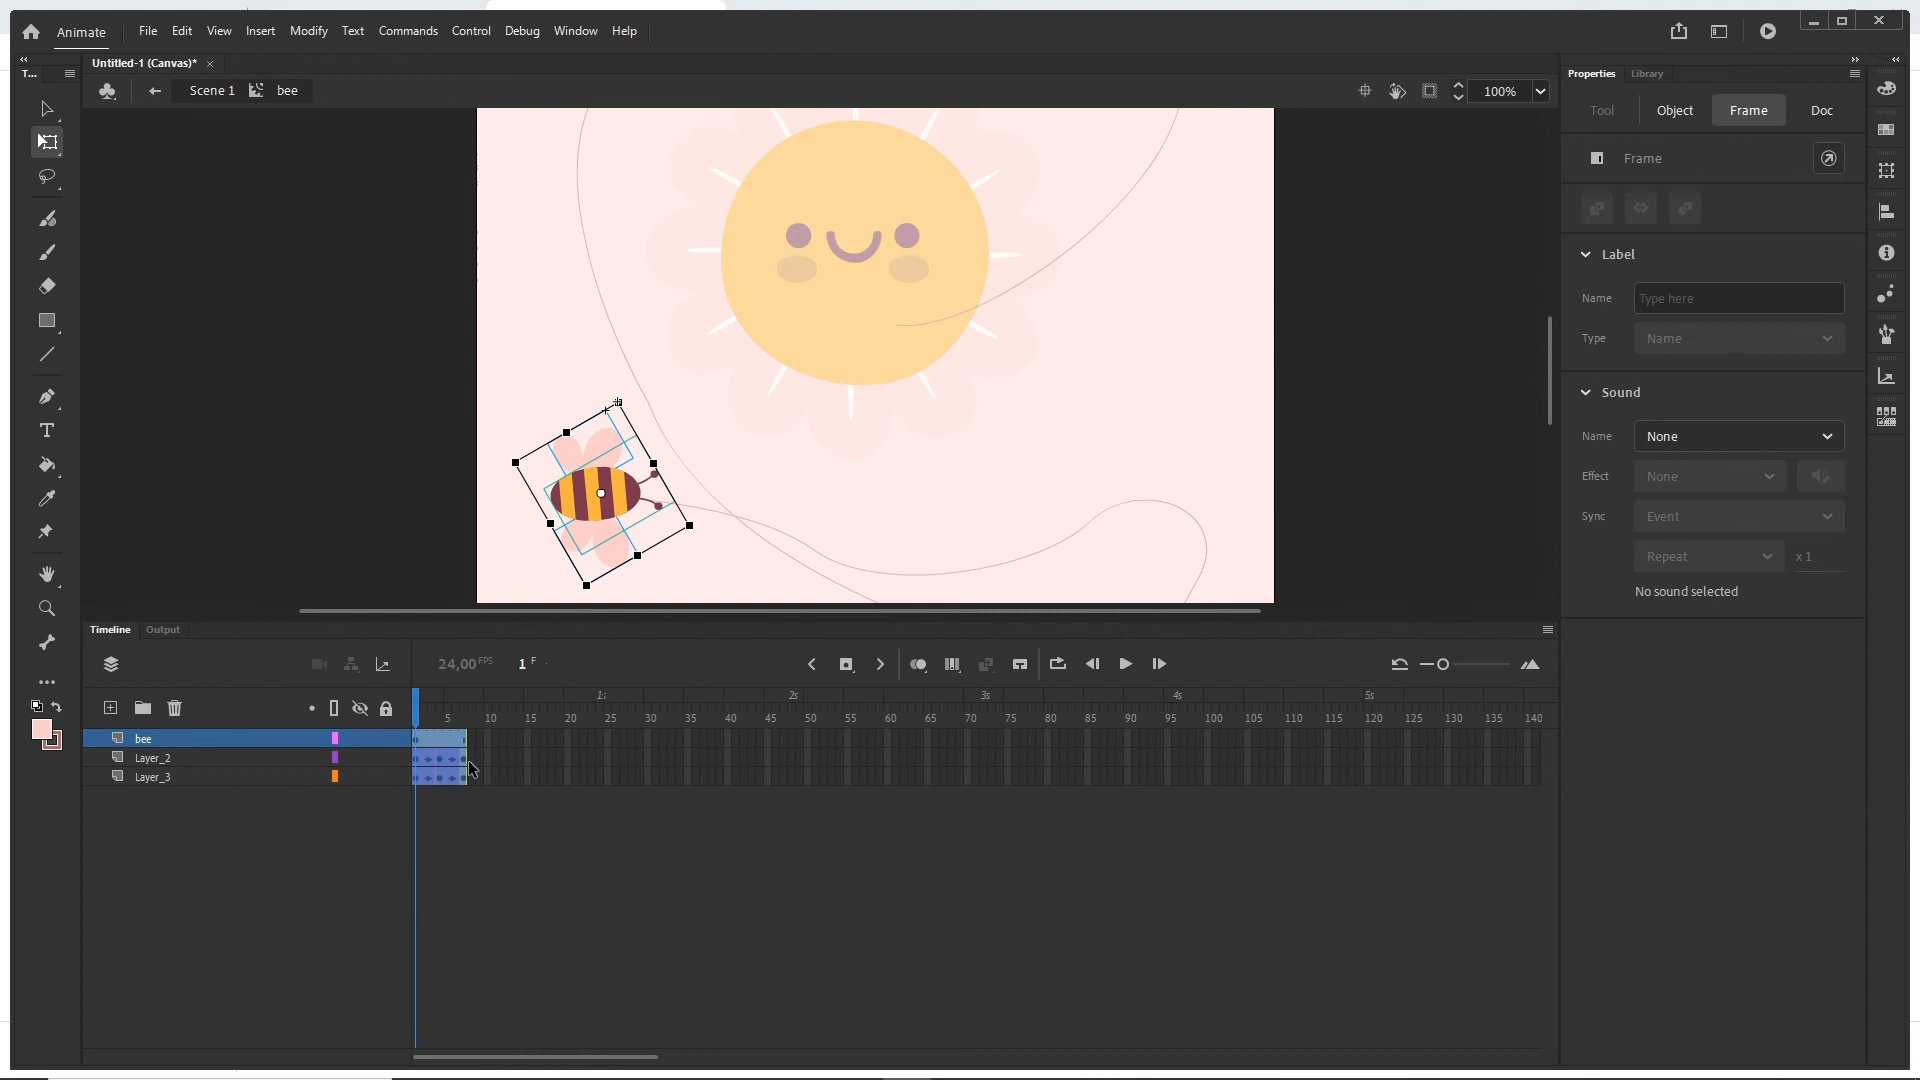 Animate File Edit View Insert Modify Text Commands Control Debug Window Help
T... Untitled-1 (Canvas)* × Properties Library
Scene 1 bee 100% Tool Object Frame Doc
Frame
Label
Name Type here
Type Name
Sound
Name None
Effect None
Sync Event
Repeat x 1
No sound selected
Timeline Output
24,00 FPS 1 F
1s 2s 3s 4s 5s
5 10 15 20 25 30 35 40 45 50 55 60 65 70 75 80 85 90 95 100 105 110 115 120 125 130 135 140
bee
Layer_2
Layer_3